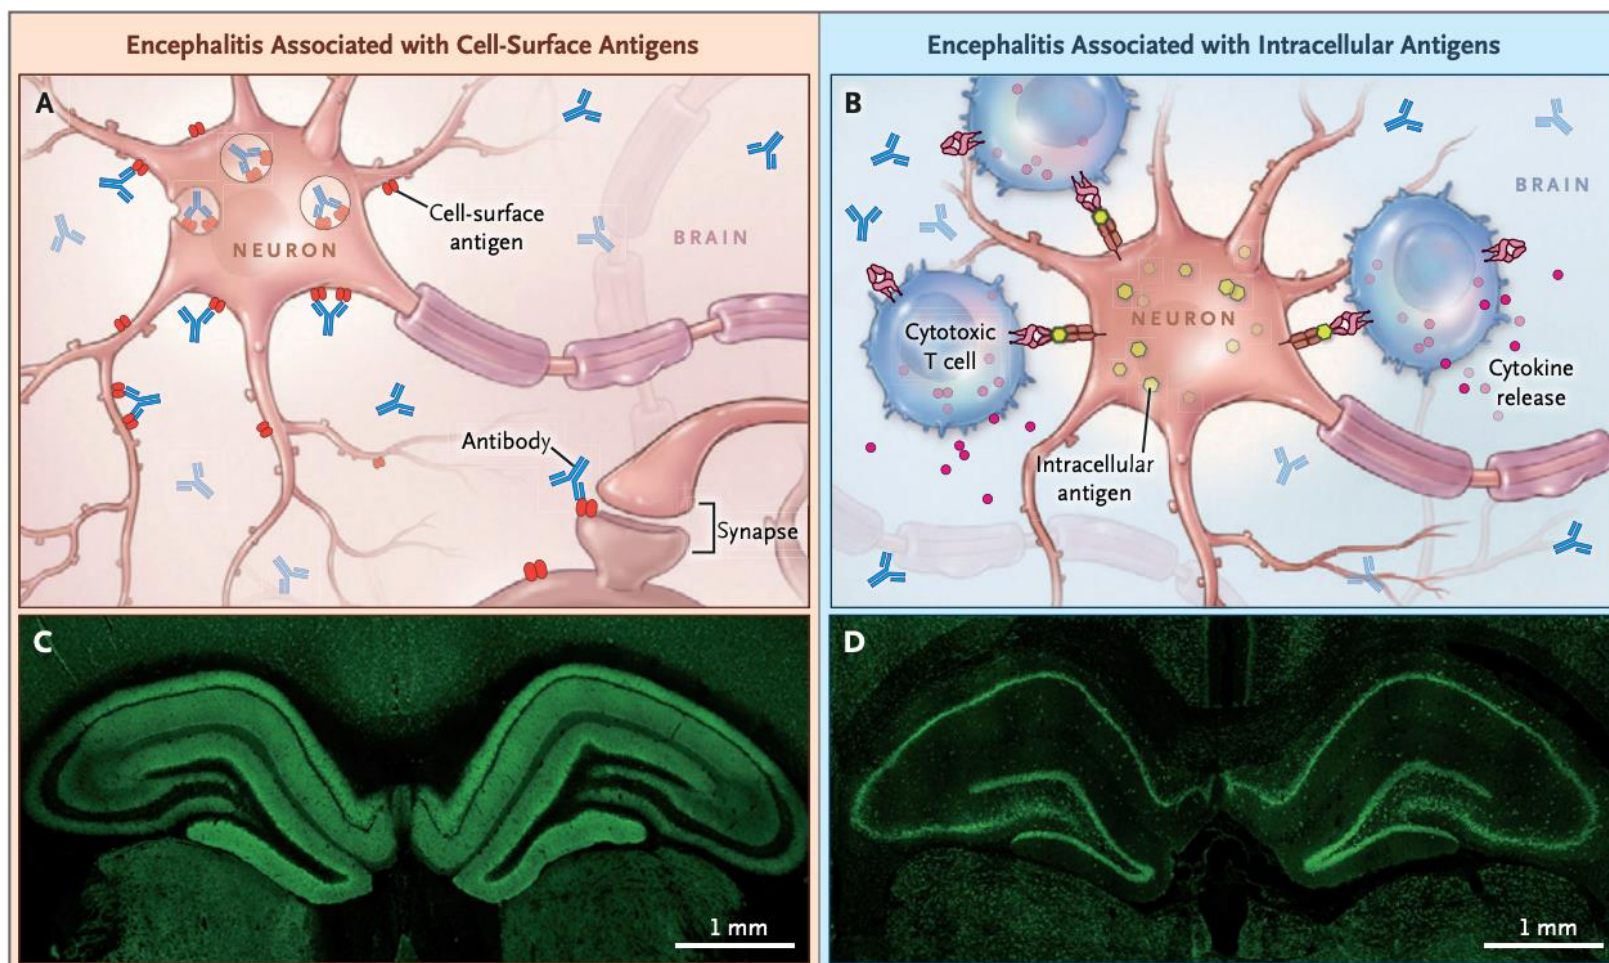 Encephalitis Associated with Cell-Surface Antigens
Encephalitis Associated with Intracellular Antigens
A
Cell-surface
antigen
NEURON
BRAIN
Antibody
Synapse
B
BRAIN
NEURON
Cytotoxic
T cell
Cytokine
release
Intracellular
antigen
C
1 mm
D
1 mm